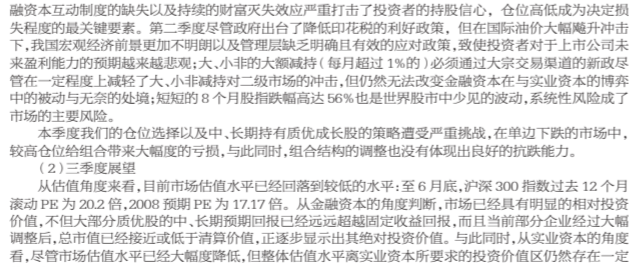 融资本互动制度的缺失以及持续的财富灭失效应严重打击了投资者的持股信心，仓位高低成为决定损
失程度的最关键要素。第二季度尽管政府出台了降低印花税的利好政策，但在国际油价大幅飚升冲击
下，我国宏观经济前景更加不明朗以及管理层缺乏明确且有效的应对政策，致使投资者对于上市公司未
来盈利能力的预期越来越悲观；大、小非的大额减持（每月超过1%的）必须通过大宗交易渠道的新政尽
管在一定程度上减轻了大、小非减持对二级市场的冲击，但仍然无法改变金融资本在与实业资本的博弈
中的被动与无奈的处境；短短的8个月股指跌幅高达56%也是世界股市中少见的波动，系统性风险成了
市场的主要风险。
本季度我们的仓位选择以及中、长期持有质优成长股的策略遭受严重挑战，在单边下跌的市场中，
较高仓位给组合带来大幅度的亏损，与此同时，组合结构的调整也没有体现出良好的抗跌能力。
（2）三季度展望
从估值角度来看，目前市场估值水平已经回落到较低的水平：至6月底，沪深300指数过去12个月
滚动PE为20.2倍，2008预期PE为17.17倍。从金融资本的角度判断，市场已经具有明显的相对投资
价值，不但大部分质优股的中、长期预期回报已经远远超越固定收益回报，而且当前部分企业经过大幅
调整后，总市值已经接近或低于清算价值，正逐步显示出其绝对投资价值。与此同时，从实业资本的角度
看，尽管市场估值水平已经大幅度降低，但整体估值水平离实业资本所要求的投资价值区仍然存在一定